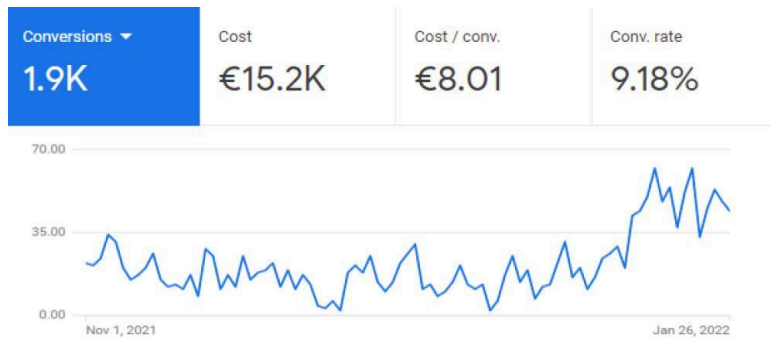 Conversions
Cost
Cost / conv.
Conv. rate
1.9K
€15.2K
€8.01
9.18%
70.00
35.00
0.00
Nov 1, 2021
Jan 26, 2022